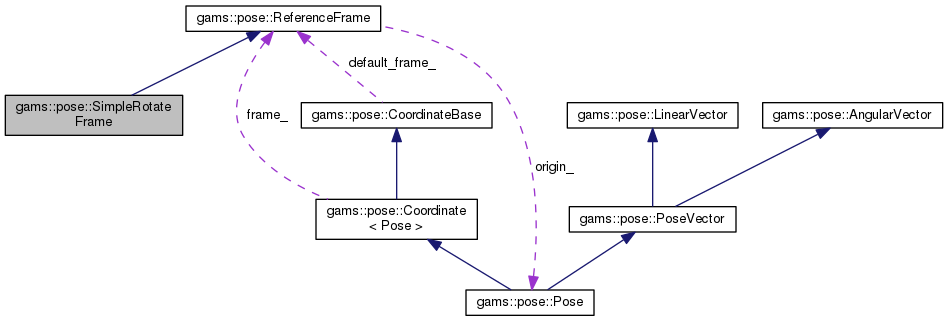 gams::pose::ReferenceFrame
default_frame_
gams::pose::SimpleRotate
Frame
frame_
gams::pose::CoordinateBase
gams::pose::LinearVector
gams::pose::AngularVector
origin_
gams::pose::Coordinate
< Pose >
gams::pose::PoseVector
gams::pose::Pose